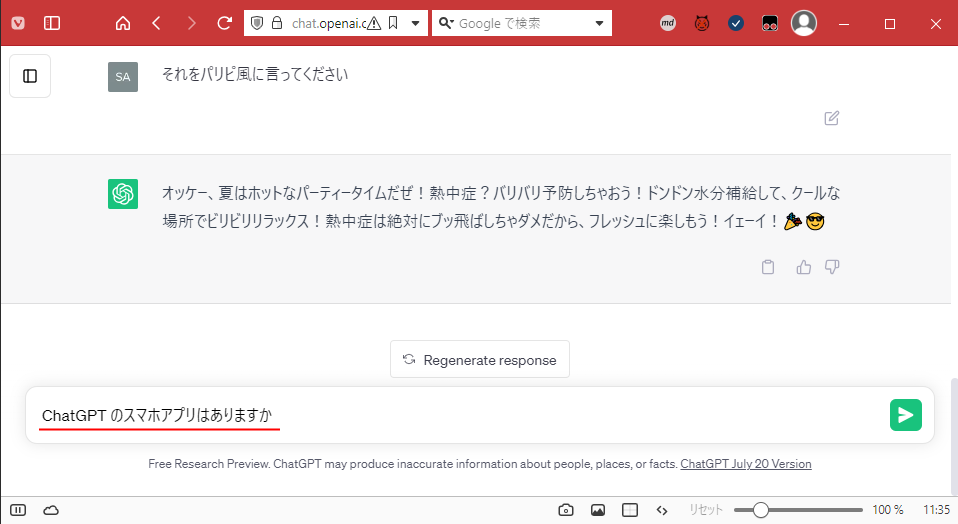 chat.openai.c
Google で検索
md
SA
それをパリピ風に言ってください
オッケー、夏はホットなパーティータイムだぜ！熱中症？バリバリ予防しちゃおう！ドンドン水分補給して、クールな
場所でビリビリリラックス！熱中症は絶対にブッ飛ばしちゃダメだから、フレッシュに楽しもう！イェーイ！🎉😎
Regenerate response
ChatGPT のスマホアプリはありますか
Free Research Preview. ChatGPT may produce inaccurate information about people, places, or facts. ChatGPT July 20 Version
リセット 100 % 11:35